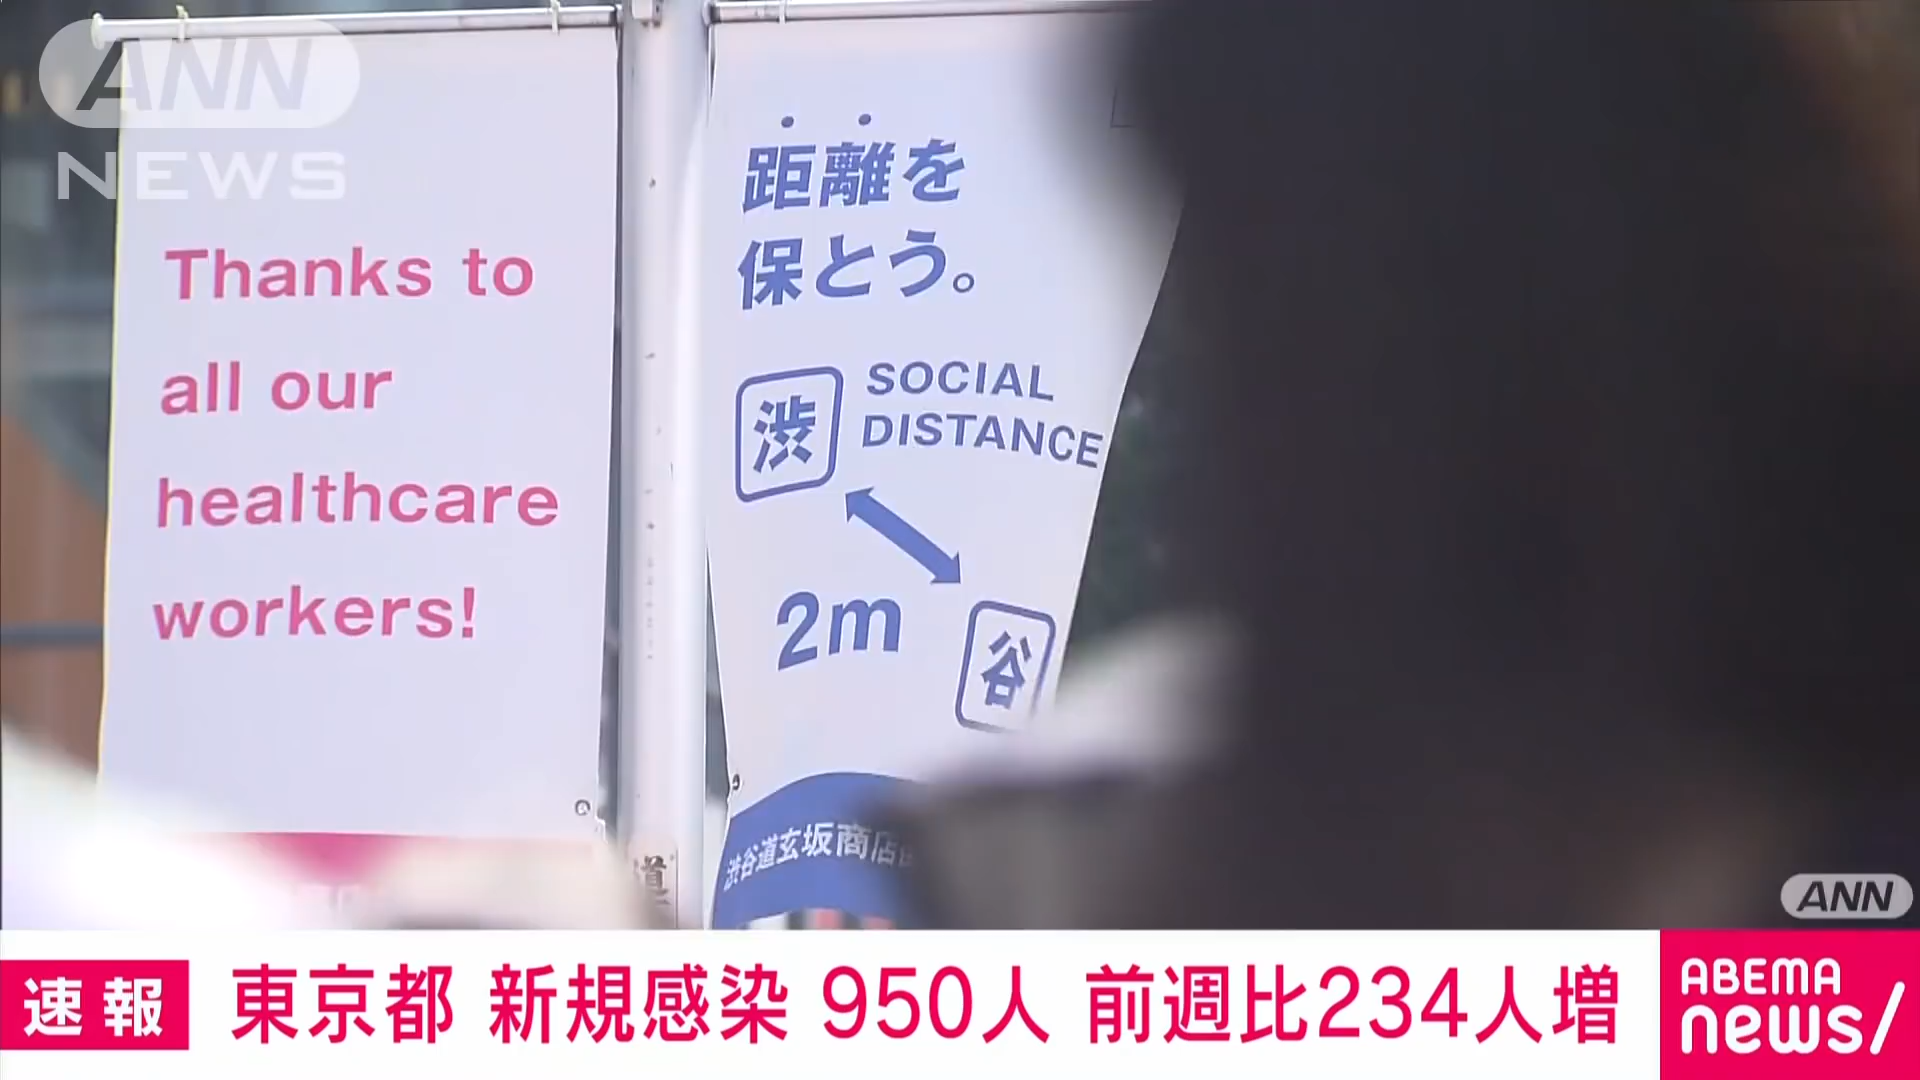 ANN
NEWS
Thanks to
all our
healthcare
workers!
距離を
保とう。
渋
SOCIAL
DISTANCE
2m
谷
渋谷道玄坂商店
道
ANN
速報
東京都 新規感染 950人 前週比234人増
ABEMA
news/